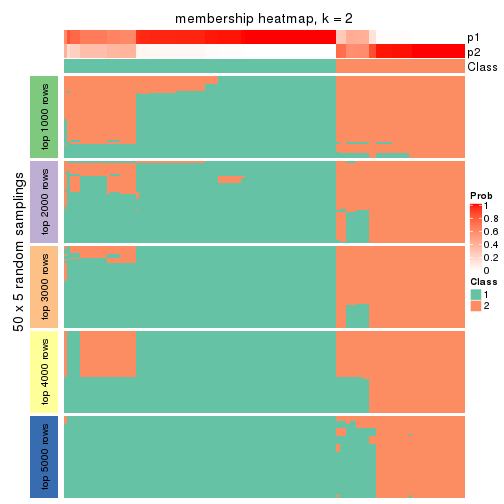 membership heatmap, k = 2
p1
p2
Class
50 x 5 random samplings
top 1000 rows
top 2000 rows
top 3000 rows
top 4000 rows
top 5000 rows
Prob
1
0.8
0.6
0.4
0.2
0
Class
1
2